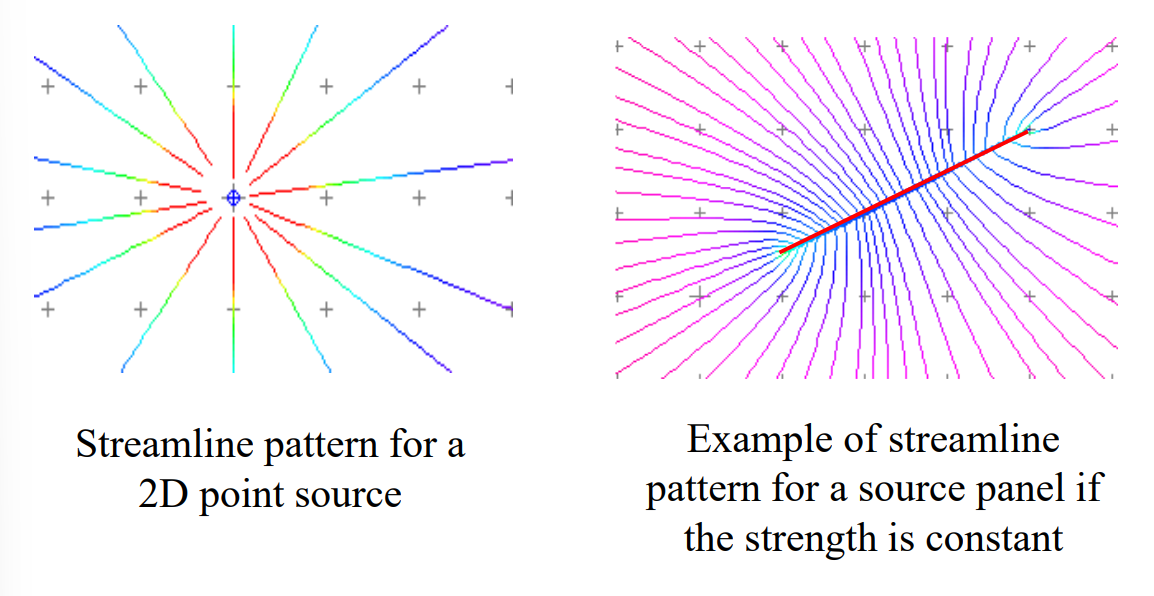 Streamline pattern for a
2D point source
Example of streamline
pattern for a source panel if
the strength is constant